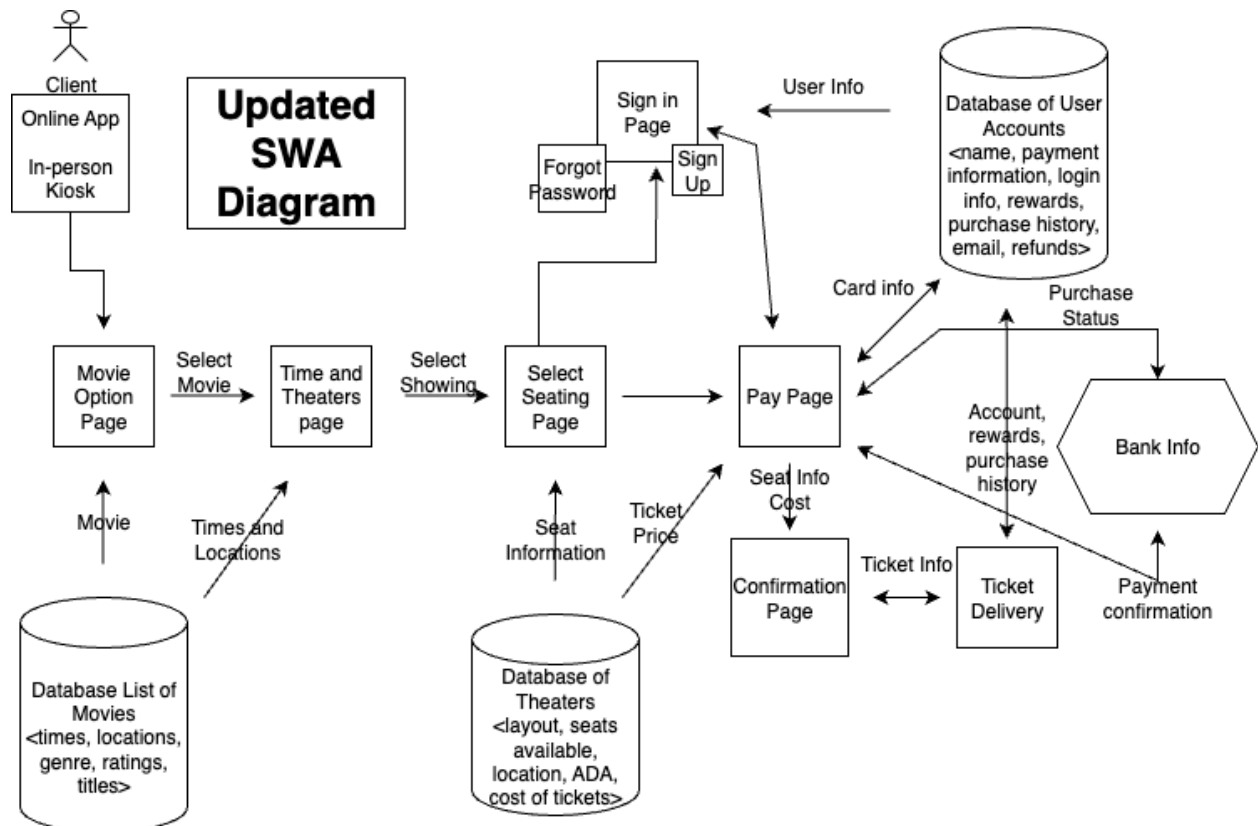 Client
Online App
In-person
Kiosk
Updated
SWA
Diagram
Sign in
Page
Forgot
Password
Sign
Up
User Info
Database of User
Accounts
<name, payment
information, login
info, rewards,
purchase history,
email, refunds>
Card info
Purchase
Status
Movie
Option
Page
Select
Movie
Time and
Theaters
page
Select
Showing
Select
Seating
Page
Pay Page
Account,
rewards,
purchase
history
Bank Info
Movie
Times and
Locations
Seat
Information
Ticket
Price
Seat Info
Cost
Confirmation
Page
Ticket Info
Ticket
Delivery
Payment
confirmation
Database List of
Movies
<times, locations,
genre, ratings,
titles>
Database of
Theaters
<layout, seats
available,
location, ADA,
cost of tickets>